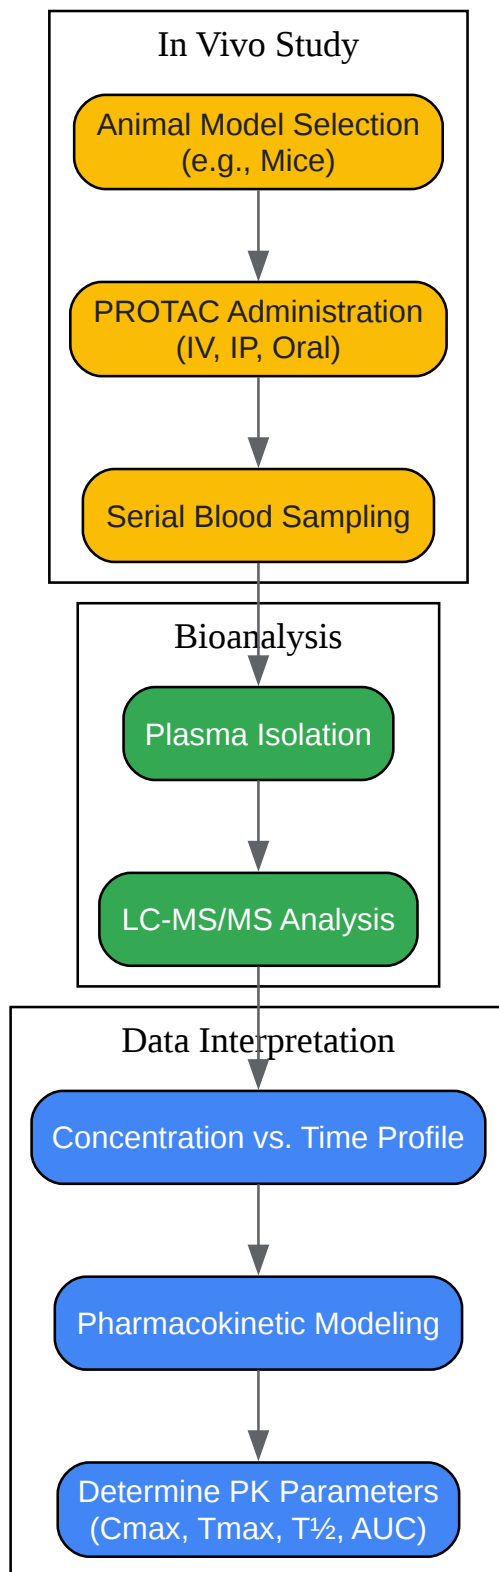 In Vivo Study
Animal Model Selection
(e.g., Mice)
PROTAC Administration
(IV, IP, Oral)
Serial Blood Sampling
Bioanalysis
Plasma Isolation
LC-MS/MS Analysis
Data Interpretation
Concentration vs. Time Profile
Pharmacokinetic Modeling
Determine PK Parameters
(Cmax, Tmax, T½, AUC)